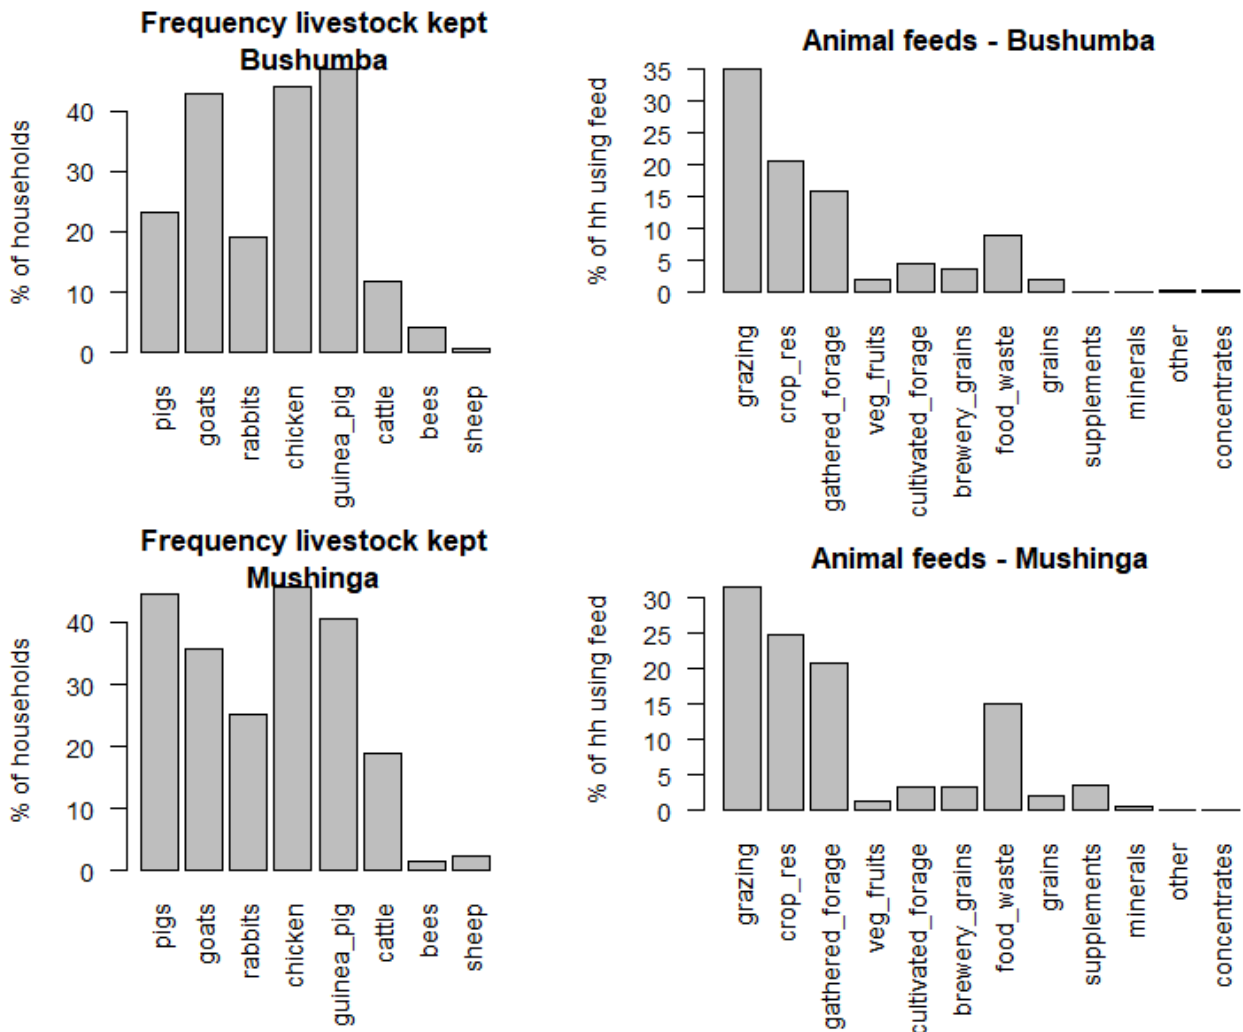 Frequency livestock kept
Bushumba
% of households
40
30
20
10
0
pigs
goats
rabbits
chicken
guinea_pig
cattle
bees
sheep
Animal feeds - Bushumba
% of hh using feed
35
30
25
20
15
10
5
0
grazing
crop_res
gathered_forage
veg_fruits
cultivated_forage
brewery_grains
food_waste
grains
supplements
minerals
other
concentrates
Frequency livestock kept
Mushinga
% of households
40
30
20
10
0
pigs
goats
rabbits
chicken
guinea_pig
cattle
bees
sheep
Animal feeds - Mushinga
% of hh using feed
30
25
20
15
10
5
0
grazing
crop_res
gathered_forage
veg_fruits
cultivated_forage
brewery_grains
food_waste
grains
supplements
minerals
other
concentrates